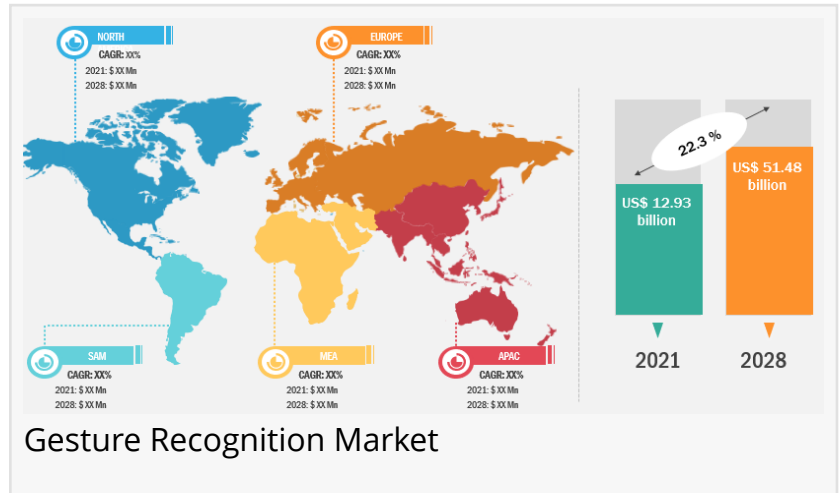 NORTH
CAGR: XX%
2021: $ XX Mn
2028: $ XX Mn
EUROPE
CAGR: XX%
2021: $ XX Mn
2028: $ XX Mn
SAM
CAGR: XX%
2021: $ XX Mn
2028: $ XX Mn
MEA
CAGR: XX%
2021: $ XX Mn
2028: $ XX Mn
APAC
CAGR: XX%
2021: $ XX Mn
2028: $ XX Mn
22.3 %
US$ 12.93
billion
US$ 51.48
billion
2021
2028
Gesture Recognition Market